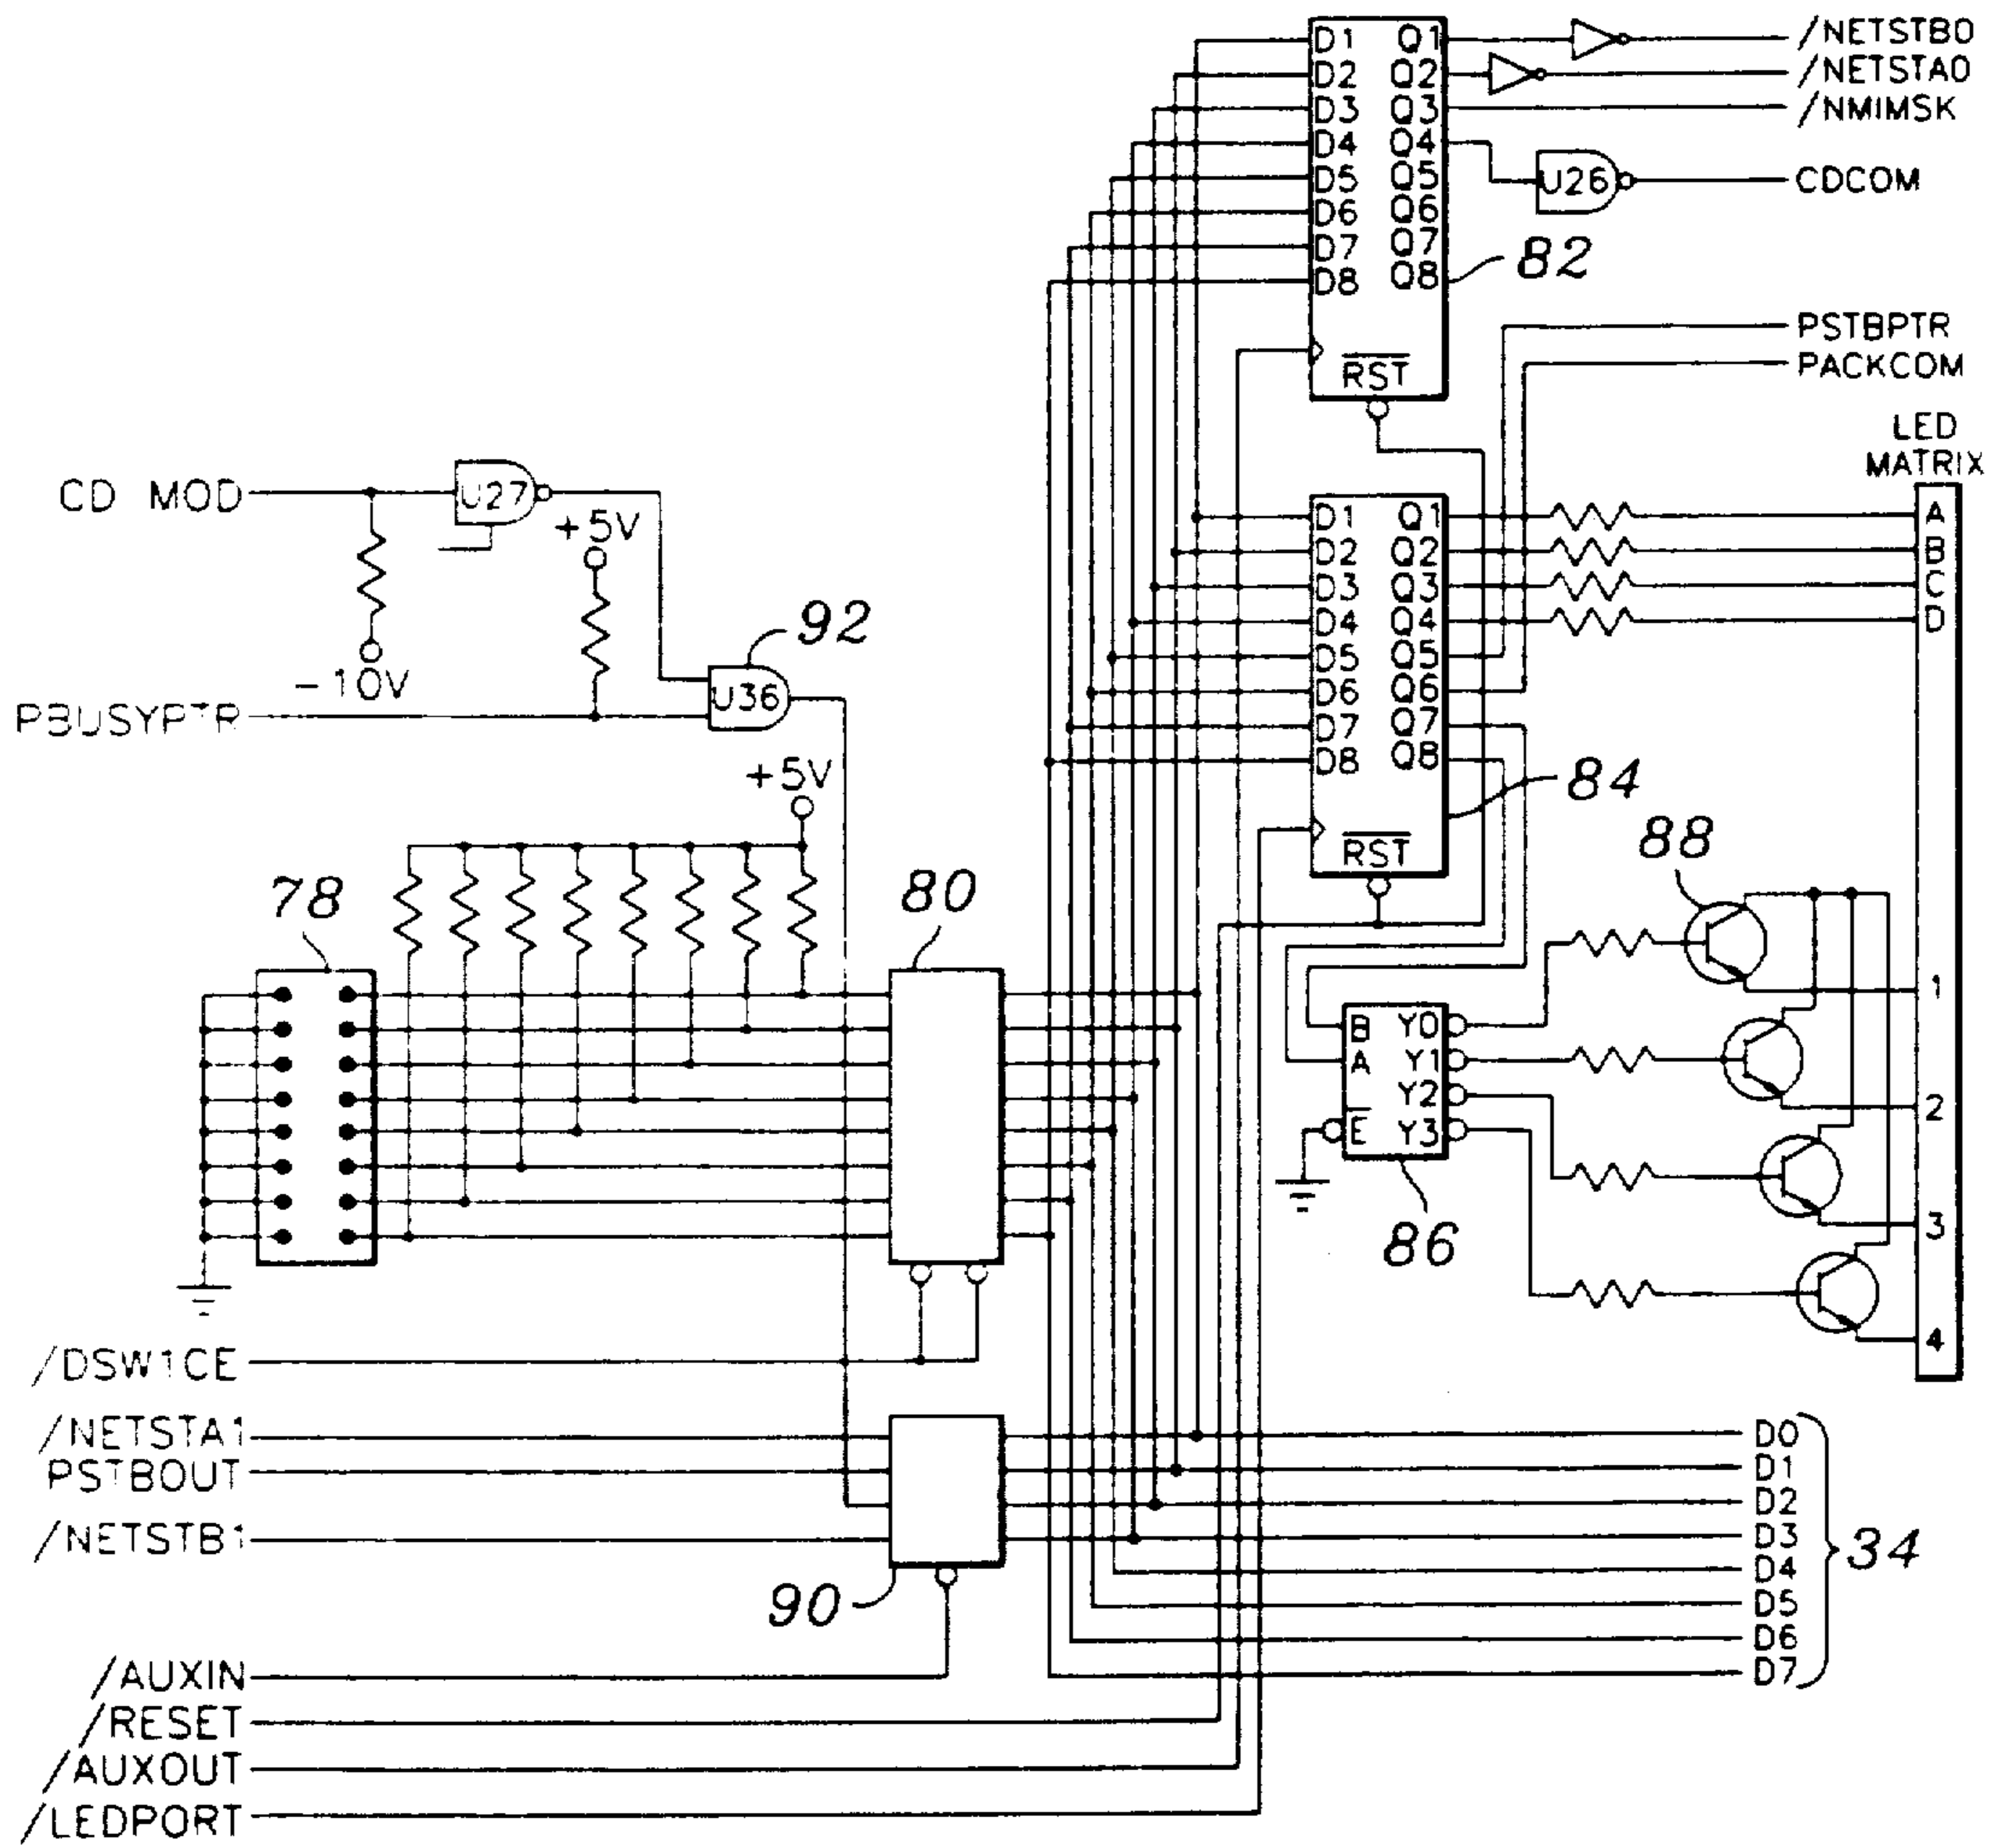 D1 Q1 /NETSTB0
D2 Q2 /NETSTA0
D3 Q3 /NMIMSK
D4 Q4
D5 Q5 U26 CDCOM
D6 Q6
D7 Q7
D8 Q8 82
RST
PSTBPTR
PACKCOM
LED
MATRIX
CD MOD U27
+5V
-10V
92
PBUSYPTR U36
+5V
D1 Q1 A
D2 Q2 B
D3 Q3 C
D4 Q4 D
D5 Q5
D6 Q6
D7 Q7
D8 Q8
84
RST
88
78
80
1
B Y0
A Y1
Y2
E Y3
2
86
3
4
/DSW1CE
/NETSTA1
PSTBOUT
/NETSTB1
90
D0
D1
D2
D3
D4
D5
D6
D7
34
/AUXIN
/RESET
/AUXOUT
/LEDPORT